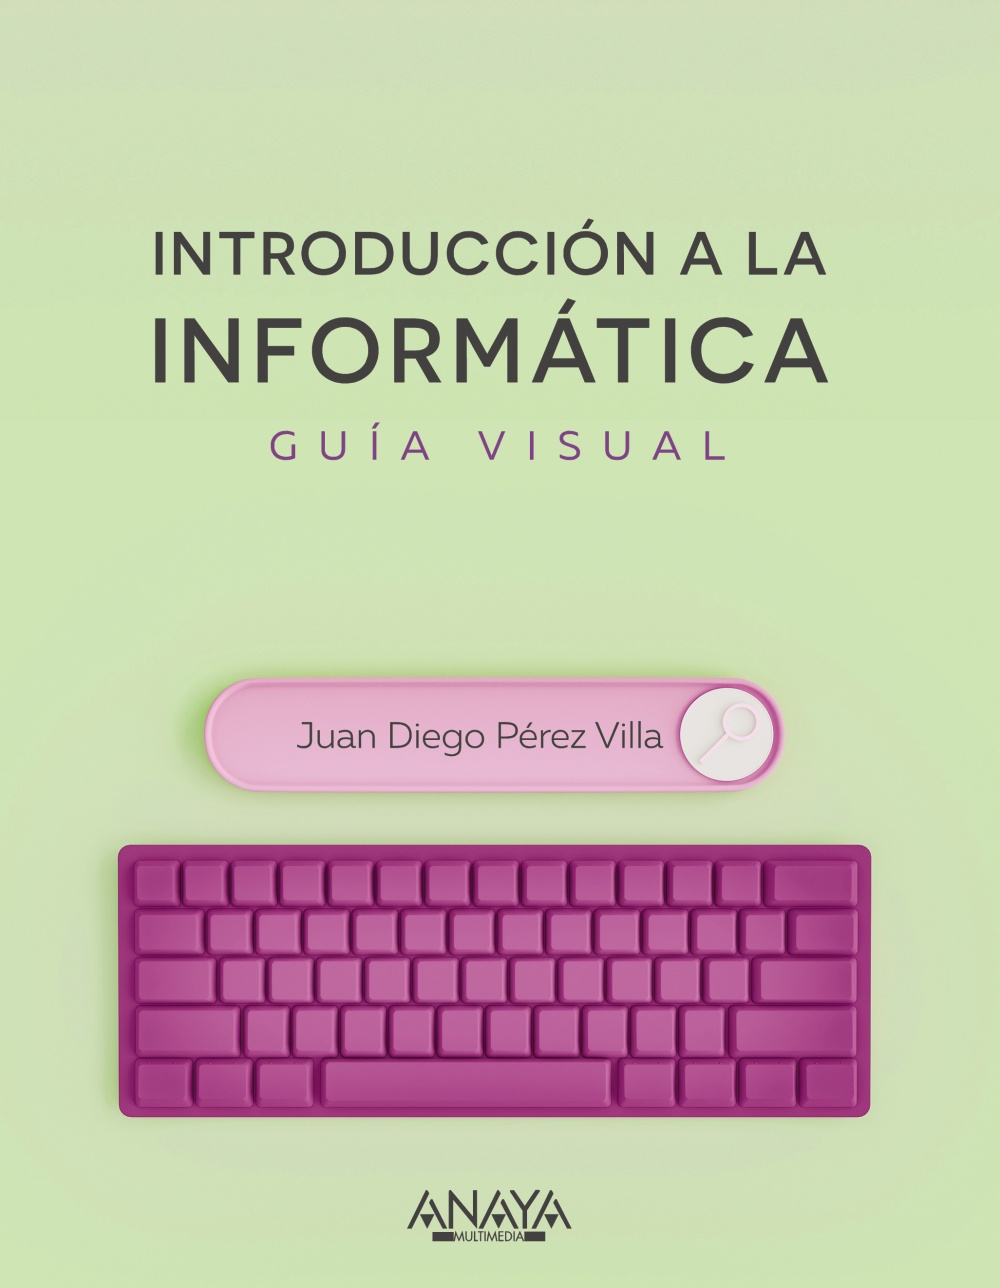 INTRODUCCIÓN A LA
INFORMÁTICA
GUÍA VISUAL
Juan Diego Pérez Villa
ANAYA
MULTIMEDIA